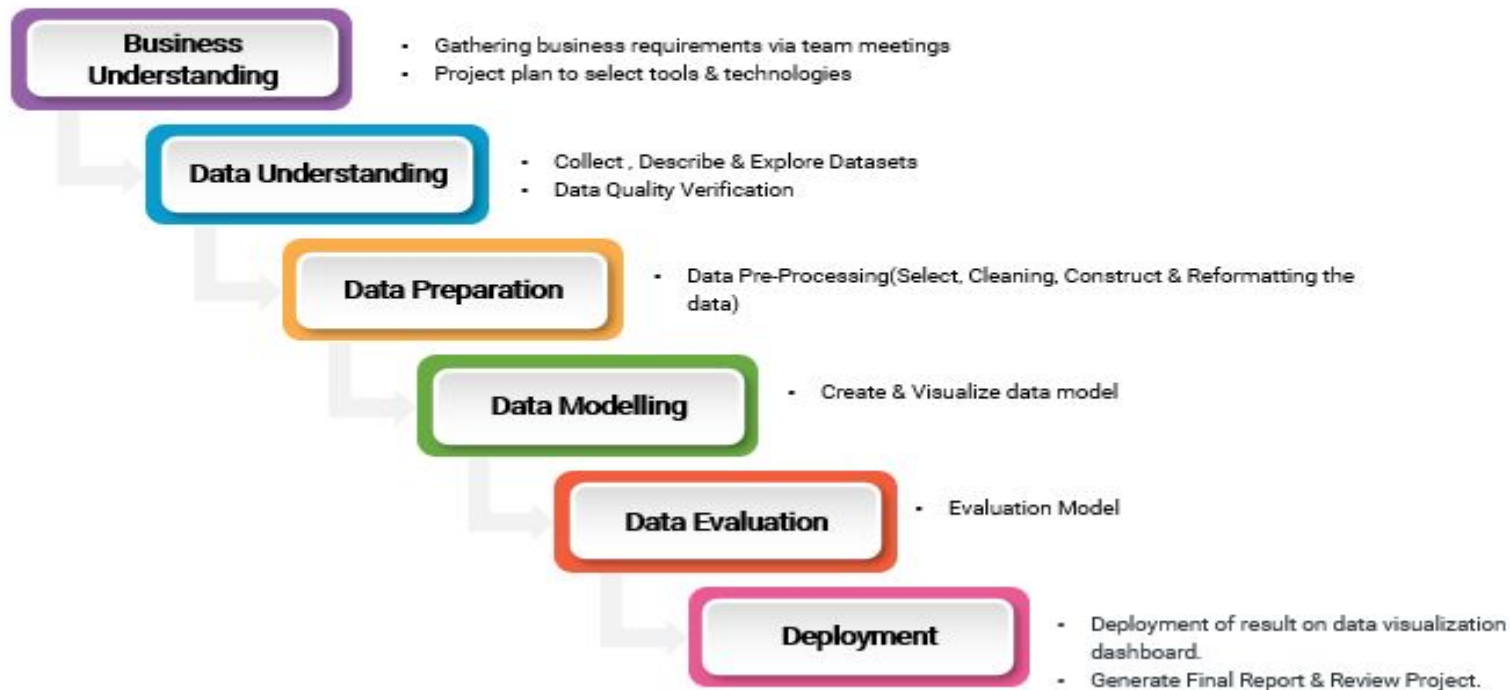 Business
Understanding
• Gathering business requirements via team meetings
• Project plan to select tools & technologies
Data Understanding
• Collect , Describe & Explore Datasets
• Data Quality Verification
Data Preparation
• Data Pre-Processing(Select, Cleaning, Construct & Reformatting the
data)
Data Modelling
• Create & Visualize data model
Data Evaluation
• Evaluation Model
Deployment
• Deployment of result on data visualization
dashboard.
• Generate Final Report & Review Project.